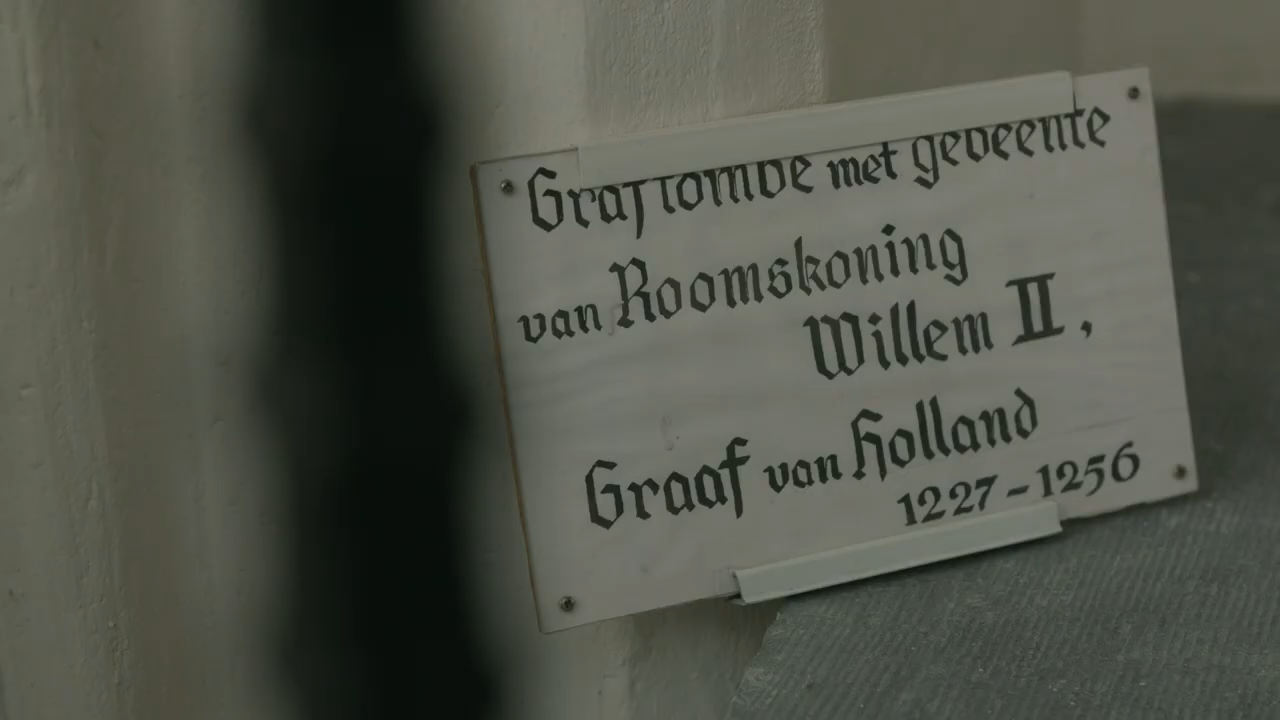 Graftombe met gebeente
van Roomskoning
Willem II,
Graaf van Holland
1227-1256